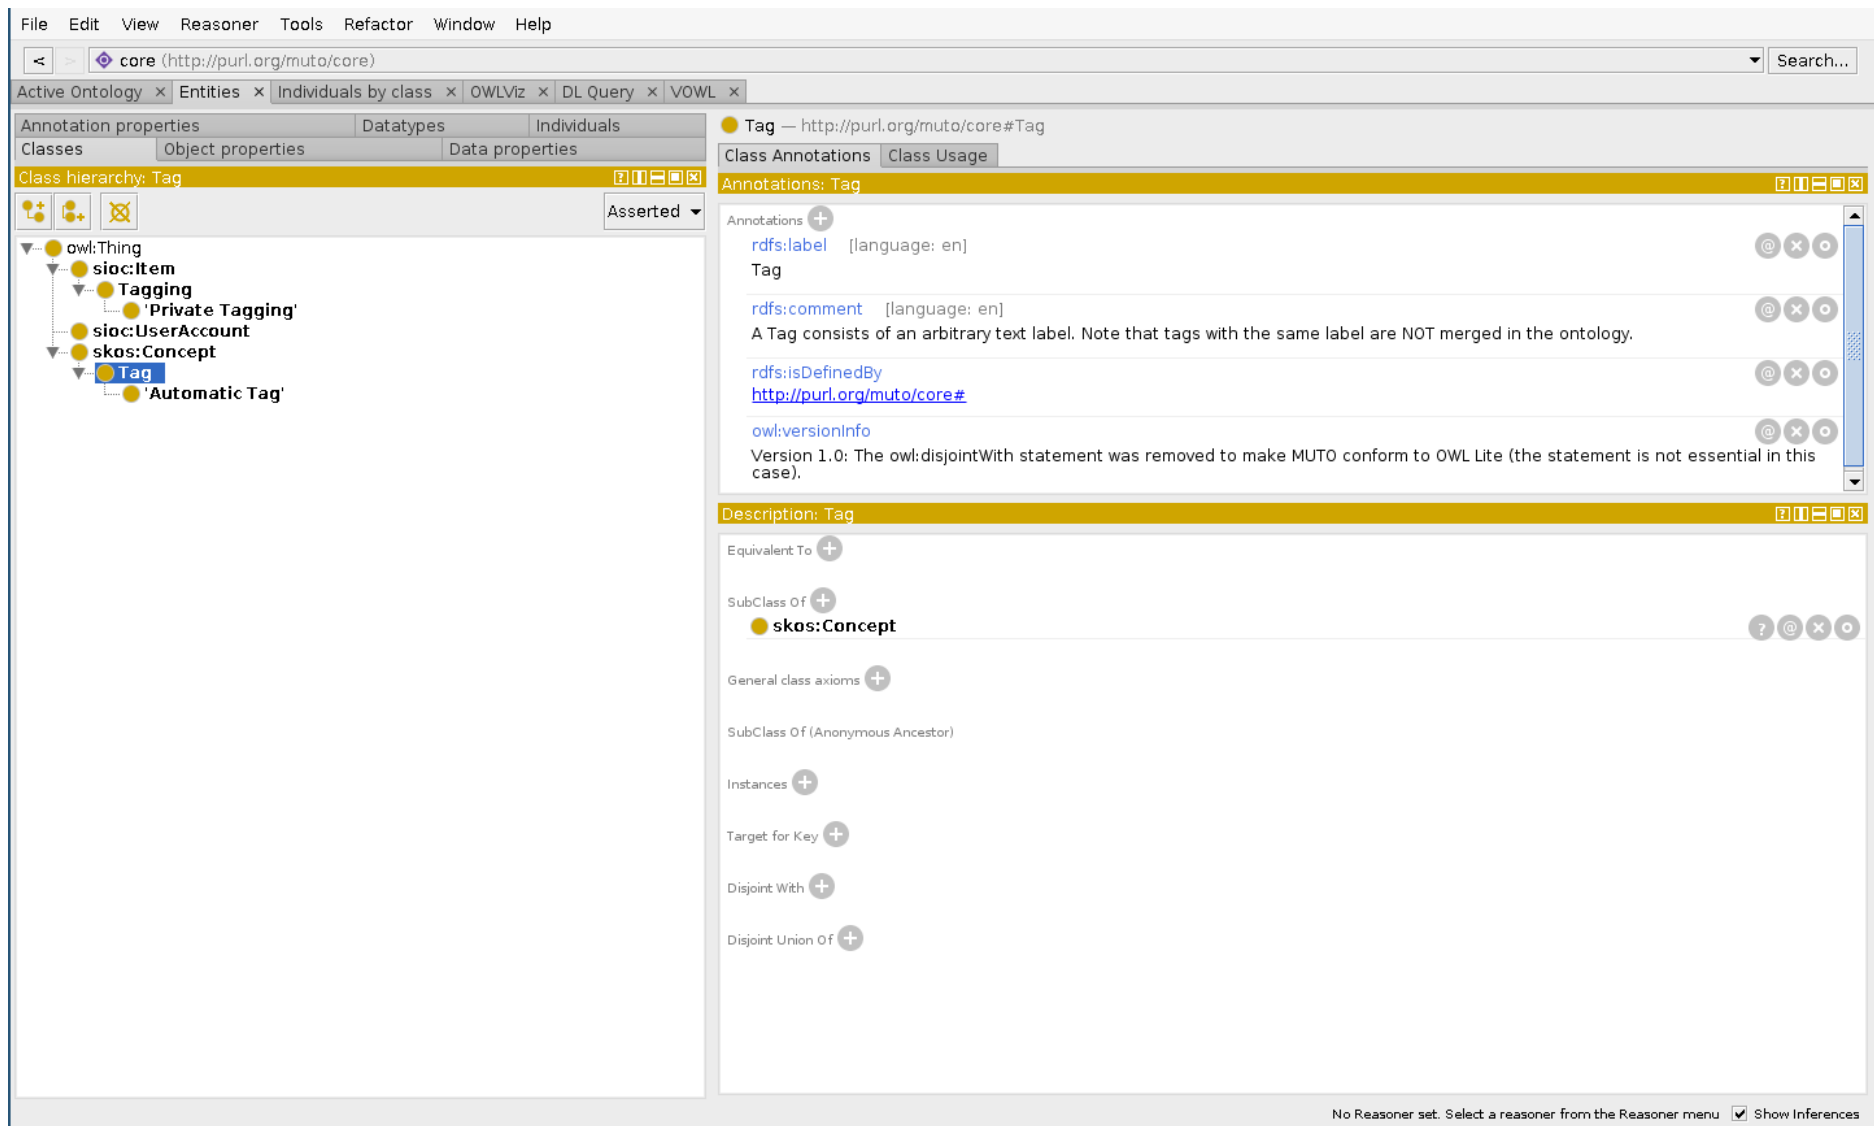 File Edit View Reasoner Tools Refactor Window Help
< > core (http://purl.org/muto/core) Search...
Active Ontology × Entities × Individuals by class × OWLViz × DL Query × VOWL ×
Annotation properties Datatypes Individuals
Classes Object properties Data properties
Class hierarchy: Tag
Asserted
owl:Thing
sioc:Item
Tagging
'Private Tagging'
sioc:UserAccount
skos:Concept
Tag
'Automatic Tag'
Tag — http://purl.org/muto/core#Tag
Class Annotations Class Usage
Annotations: Tag
Annotations
rdfs:label [language: en]
Tag
rdfs:comment [language: en]
A Tag consists of an arbitrary text label. Note that tags with the same label are NOT merged in the ontology.
rdfs:isDefinedBy
http://purl.org/muto/core#
owl:versionInfo
Version 1.0: The owl:disjointWith statement was removed to make MUTO conform to OWL Lite (the statement is not essential in this
case).
Description: Tag
Equivalent To
SubClass Of
skos:Concept
General class axioms
SubClass Of (Anonymous Ancestor)
Instances
Target for Key
Disjoint With
Disjoint Union Of
No Reasoner set. Select a reasoner from the Reasoner menu Show Inferences